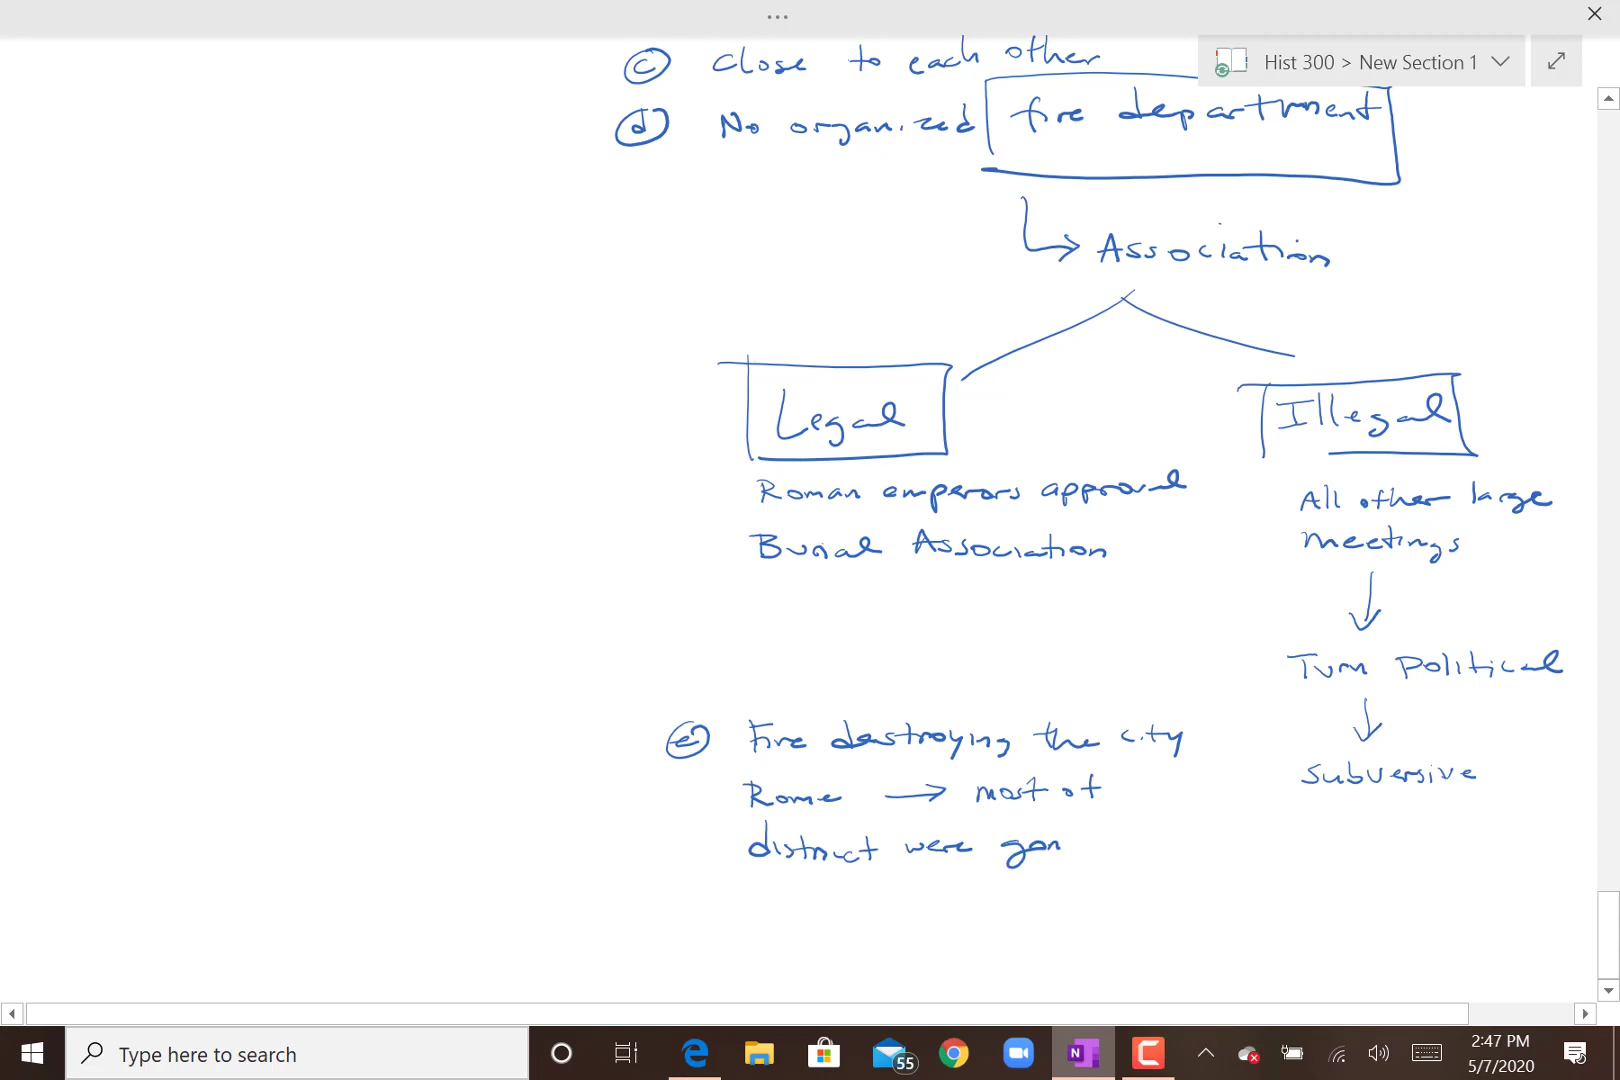 Hist 300 > New Section 1
c close to each other
d No organized fire department
Association
Legal
Illegal
Roman emperors approval
Burial Association
All other large
meetings
Turn Political
subversive
e Fire destroying the city
Rome → most of
district were gon
Type here to search
55
N
2:47 PM
5/7/2020